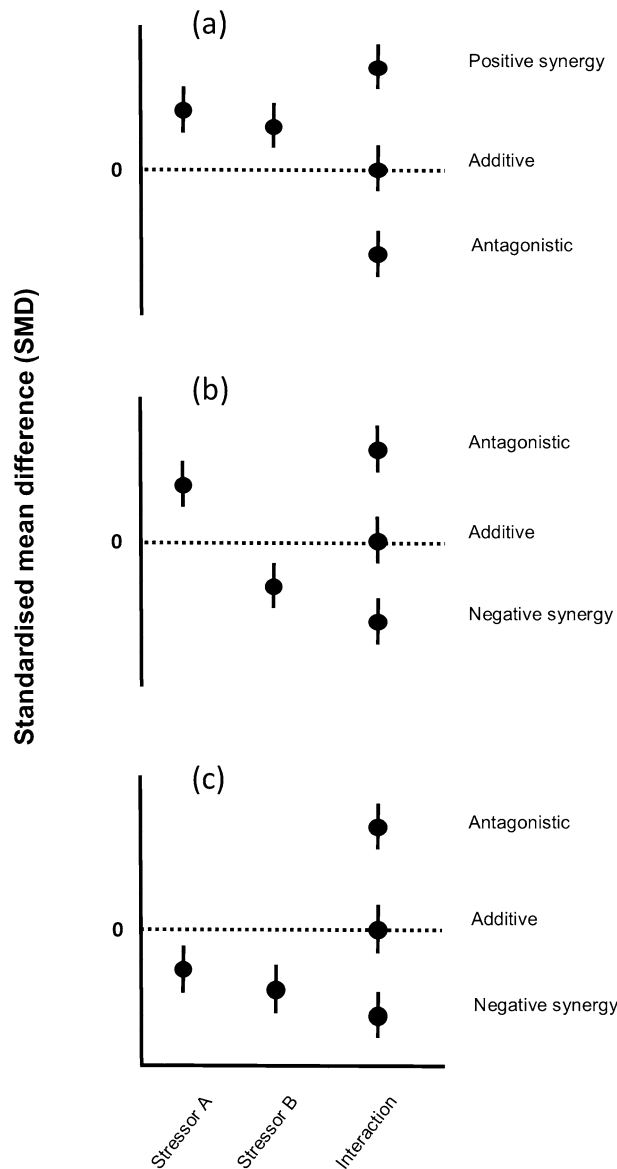 (a)
Positive synergy
0
Additive
Antagonistic
Standardised mean difference (SMD)
(b)
Antagonistic
0
Additive
Negative synergy
(c)
Antagonistic
0
Additive
Negative synergy
Stressor A
Stressor B
Interaction